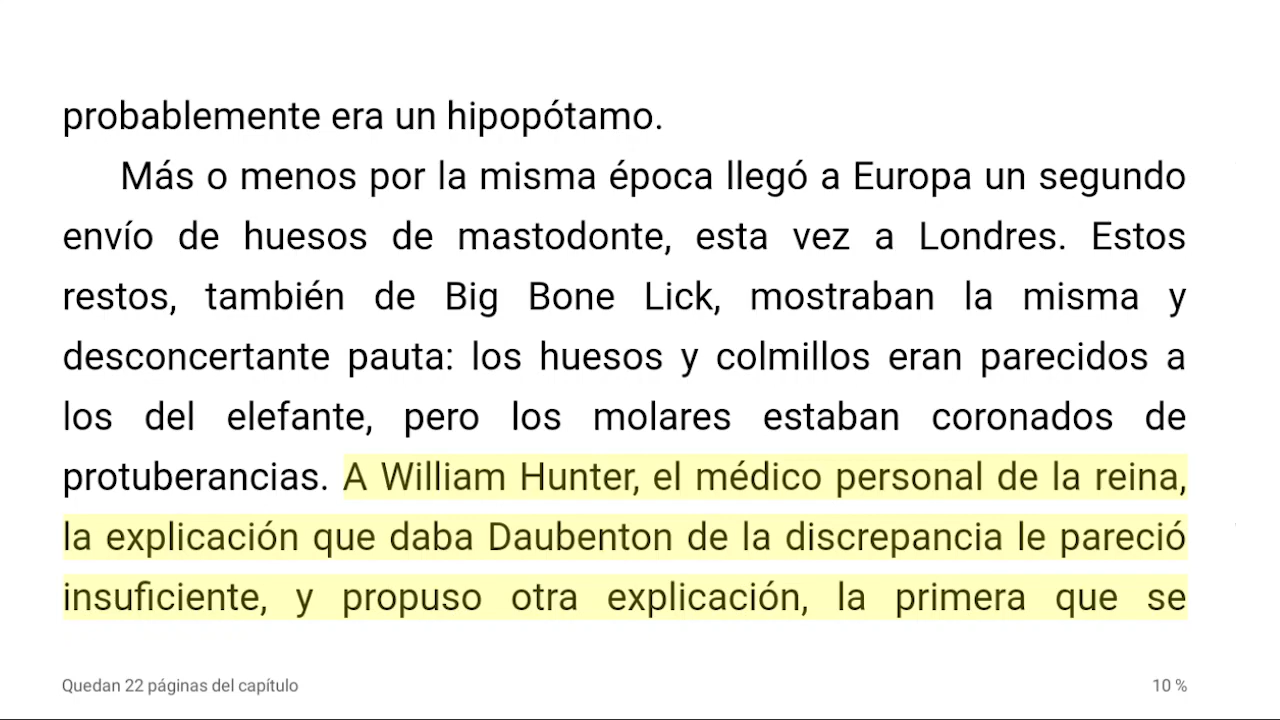 probablemente era un hipopótamo.
Más o menos por la misma época llegó a Europa un segundo
envío de huesos de mastodonte, esta vez a Londres. Estos
restos, también de Big Bone Lick, mostraban la misma y
desconcertante pauta: los huesos y colmillos eran parecidos a
los del elefante, pero los molares estaban coronados de
protuberancias. A William Hunter, el médico personal de la reina,
la explicación que daba Daubenton de la discrepancia le pareció
insuficiente, y propuso otra explicación, la primera que se
Quedan 22 páginas del capítulo
10 %